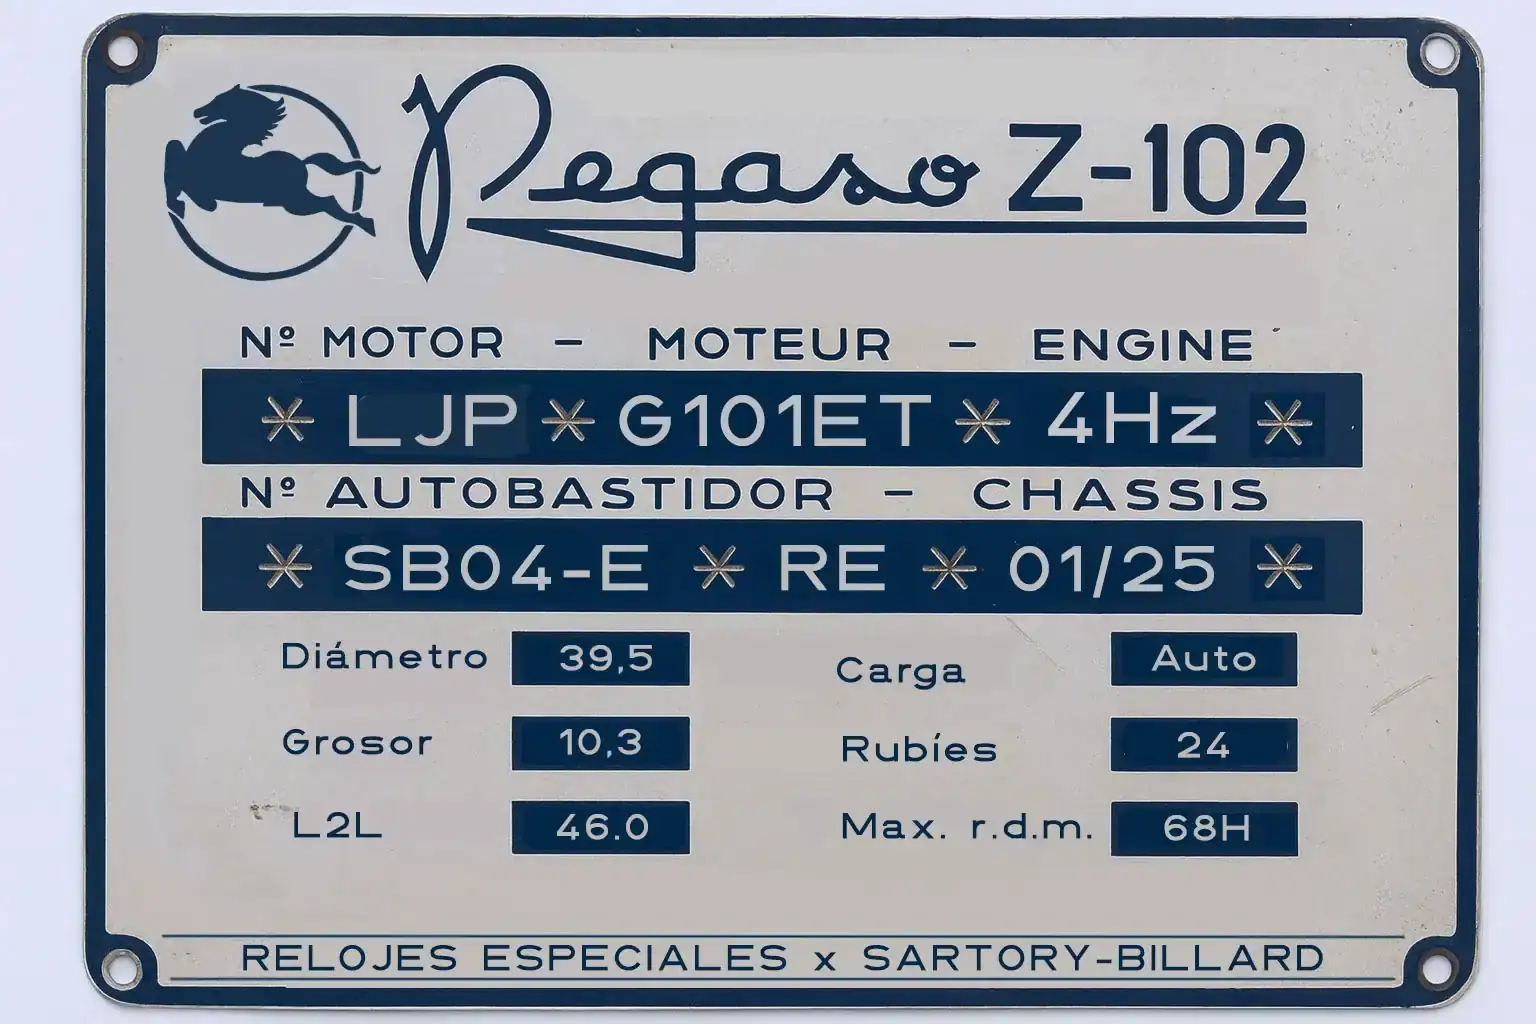 Pegaso Z-102
Nº MOTOR - MOTEUR - ENGINE
* LJP * G101ET * 4Hz *
Nº AUTOBASTIDOR - CHASSIS
* SB04-E * RE * 01/25 *
Diámetro 39,5 Carga Auto
Grosor 10,3 Rubíes 24
L2L 46.0 Max. r.d.m. 68H
RELOJES ESPECIALES x SARTORY-BILLARD